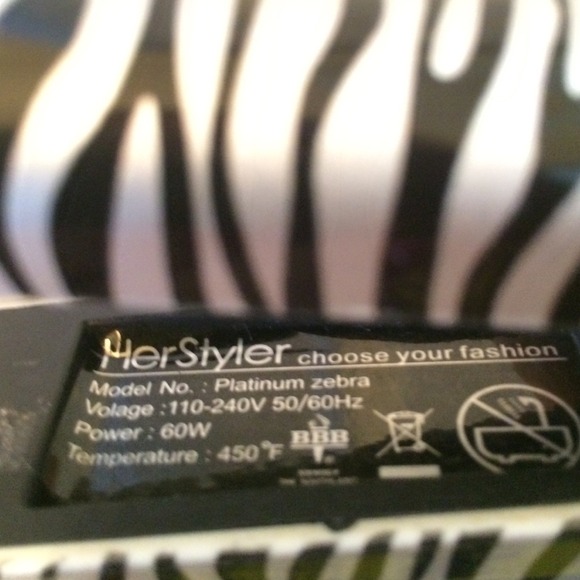 HerStyler choose your fashion
Model No. : Platinum zebra
Volage :110-240V 50/60Hz
Power : 60W
Temperature : 450°F
BBB